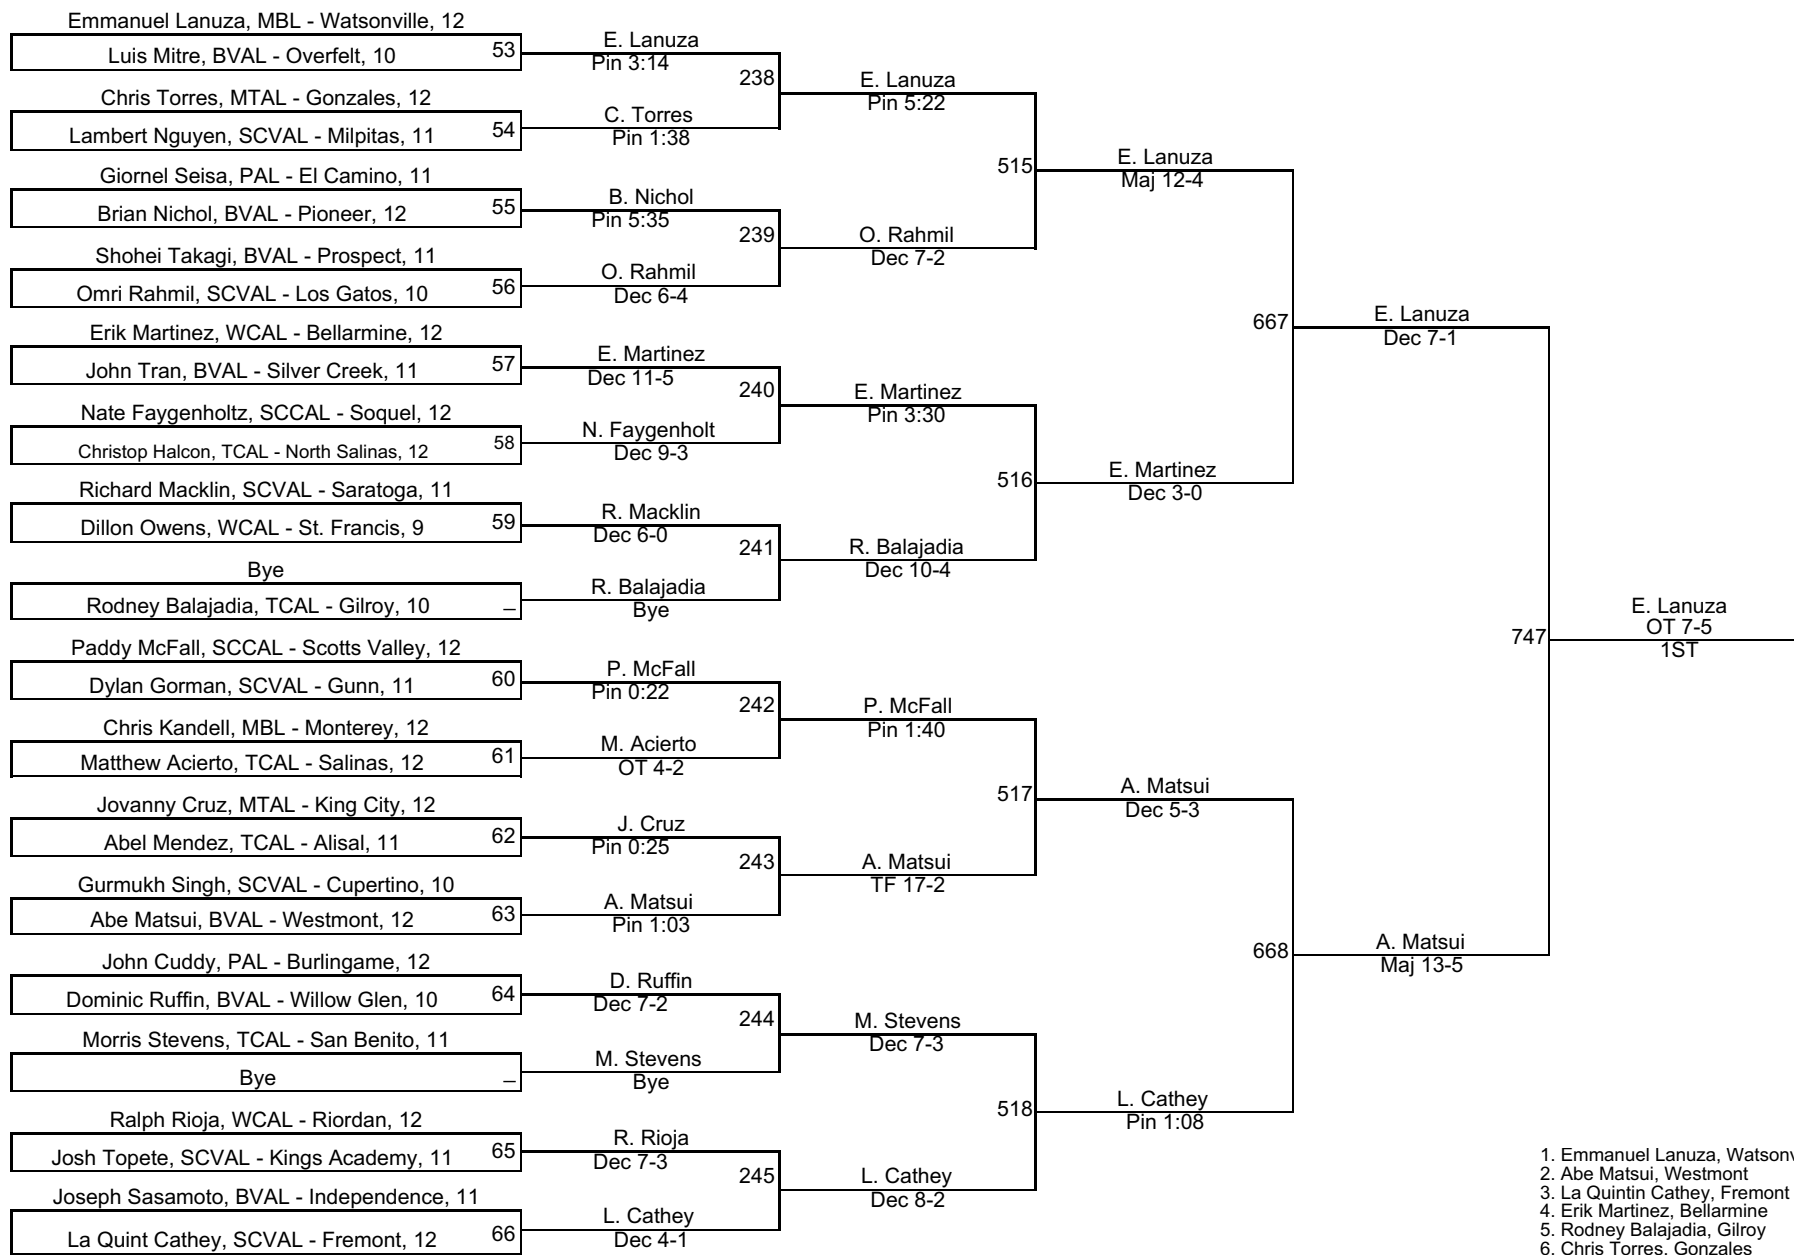 Emmanuel Lanuza, MBL - Watsonville, 12
Luis Mitre, BVAL - Overfelt, 10
53
Chris Torres, MTAL - Gonzales, 12
Lambert Nguyen, SCVAL - Milpitas, 11
54
Giornel Seisa, PAL - El Camino, 11
Brian Nichol, BVAL - Pioneer, 12
55
Shohei Takagi, BVAL - Prospect, 11
Omri Rahmil, SCVAL - Los Gatos, 10
56
Erik Martinez, WCAL - Bellarmine, 12
John Tran, BVAL - Silver Creek, 11
57
Nate Faygenholtz, SCCAL - Soquel, 12
Christop Halcon, TCAL - North Salinas, 12
58
Richard Macklin, SCVAL - Saratoga, 11
Dillon Owens, WCAL - St. Francis, 9
59
Bye
Rodney Balajadia, TCAL - Gilroy, 10
–
Paddy McFall, SCCAL - Scotts Valley, 12
Dylan Gorman, SCVAL - Gunn, 11
60
Chris Kandell, MBL - Monterey, 12
Matthew Acierto, TCAL - Salinas, 12
61
Jovanny Cruz, MTAL - King City, 12
Abel Mendez, TCAL - Alisal, 11
62
Gurmukh Singh, SCVAL - Cupertino, 10
Abe Matsui, BVAL - Westmont, 12
63
John Cuddy, PAL - Burlingame, 12
Dominic Ruffin, BVAL - Willow Glen, 10
64
Morris Stevens, TCAL - San Benito, 11
Bye
–
Ralph Rioja, WCAL - Riordan, 12
Josh Topete, SCVAL - Kings Academy, 11
65
Joseph Sasamoto, BVAL - Independence, 11
La Quint Cathey, SCVAL - Fremont, 12
66
E. Lanuza
Pin 3:14
238
C. Torres
Pin 1:38
B. Nichol
Pin 5:35
239
O. Rahmil
Dec 6-4
E. Martinez
Dec 11-5
240
N. Faygenholt
Dec 9-3
R. Macklin
Dec 6-0
241
R. Balajadia
Bye
P. McFall
Pin 0:22
242
M. Acierto
OT 4-2
J. Cruz
Pin 0:25
243
A. Matsui
Pin 1:03
D. Ruffin
Dec 7-2
244
M. Stevens
Bye
R. Rioja
Dec 7-3
245
L. Cathey
Dec 4-1
E. Lanuza
Pin 5:22
515
O. Rahmil
Dec 7-2
E. Martinez
Pin 3:30
516
R. Balajadia
Dec 10-4
P. McFall
Pin 1:40
517
A. Matsui
TF 17-2
M. Stevens
Dec 7-3
518
L. Cathey
Dec 8-2
E. Lanuza
Maj 12-4
667
E. Martinez
Dec 3-0
A. Matsui
Dec 5-3
668
L. Cathey
Pin 1:08
E. Lanuza
Dec 7-1
747
A. Matsui
Maj 13-5
E. Lanuza
OT 7-5
1ST
1. Emmanuel Lanuza, Watsonv
2. Abe Matsui, Westmont
3. La Quintin Cathey, Fremont
4. Erik Martinez, Bellarmine
5. Rodney Balajadia, Gilroy
6. Chris Torres, Gonzales